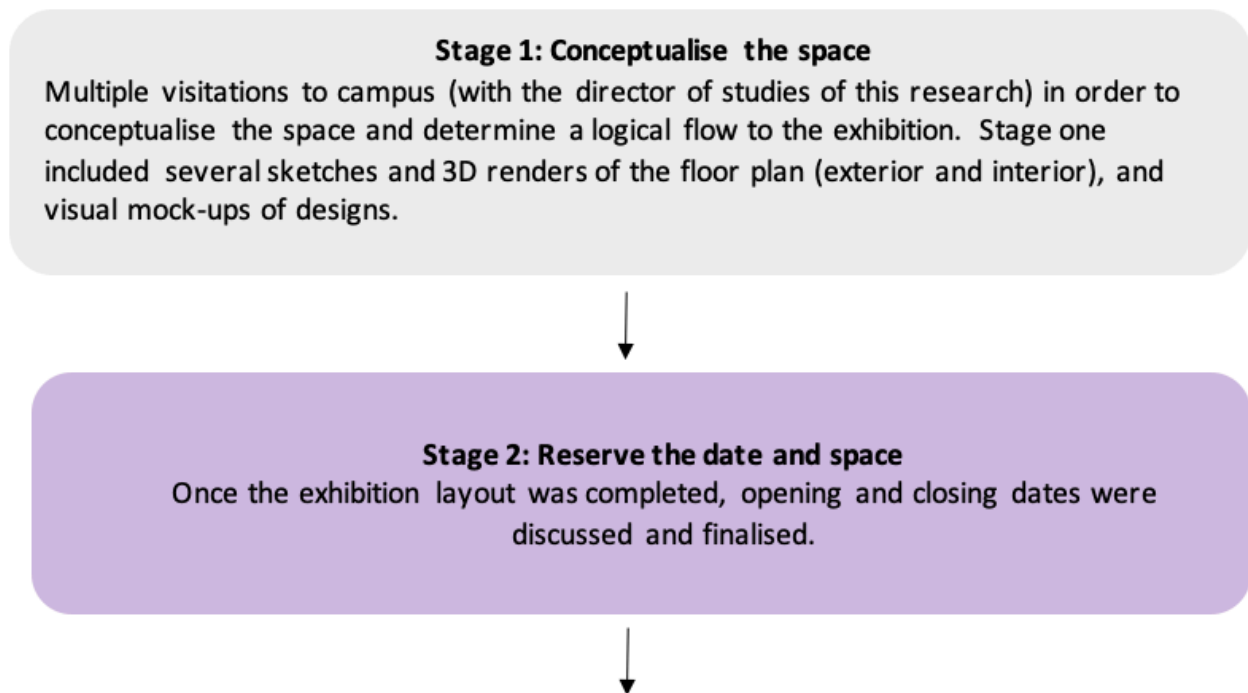 Stage 1: Conceptualise the space
Multiple visitations to campus (with the director of studies of this research) in order to
conceptualise the space and determine a logical flow to the exhibition. Stage one
included several sketches and 3D renders of the floor plan (exterior and interior), and
visual mock-ups of designs.
Stage 2: Reserve the date and space
Once the exhibition layout was completed, opening and closing dates were
discussed and finalised.